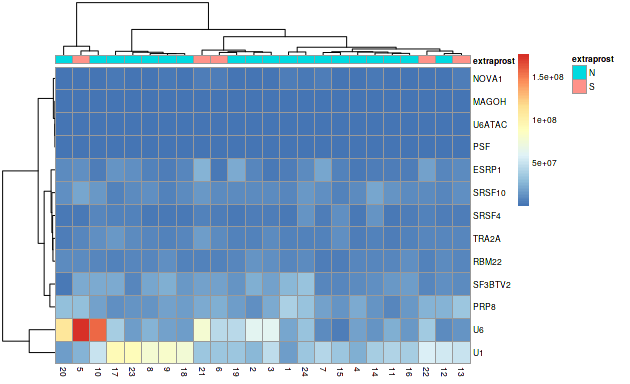 extraprost
extraprost
N
S
1.5e+08
1e+08
5e+07
NOVA1
MAGOH
U6ATAC
PSF
ESRP1
SRSF10
SRSF4
TRA2A
RBM22
SF3BTV2
PRP8
U6
U1
20 5 10 17 23 8 9 18 21 6 19 2 3 1 24 7 15 4 14 11 16 22 12 13